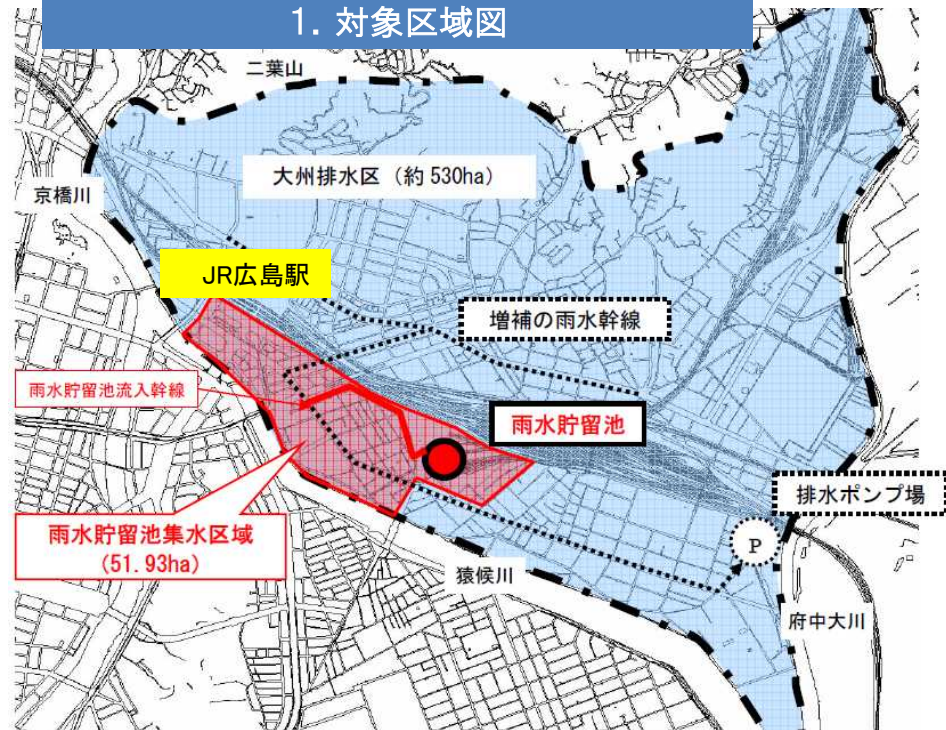 1. 対象区域図
二葉山
大州排水区（約530ha）
京橋川
JR広島駅
増補の雨水幹線
雨水貯留池流入幹線
雨水貯留池
排水ポンプ場
雨水貯留池集水区域
（51.93ha）
P
猿候川
府中大川